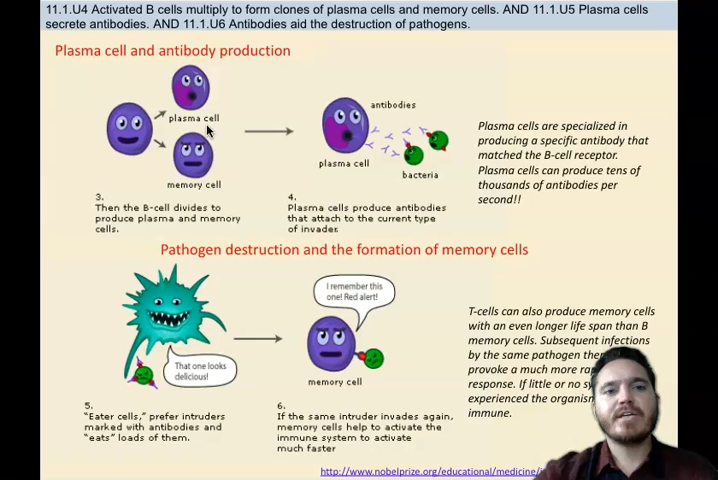 11.1.U4 Activated B cells multiply to form clones of plasma cells and memory cells. AND 11.1.U5 Plasma cells
secrete antibodies. AND 11.1.U6 Antibodies aid the destruction of pathogens.
Plasma cell and antibody production
plasma cell
memory cell
3.
Then the B-cell divides to
produce plasma and memory
cells.
antibodies
plasma cell
bacteria
4.
Plasma cells produce antibodies
that attach to the current type
of invader.
Plasma cells are specialized in
producing a specific antibody that
matched the B-cell receptor.
Plasma cells can produce tens of
thousands of antibodies per
second!!
Pathogen destruction and the formation of memory cells
That one looks
delicious!
5.
"Eater cells," prefer intruders
marked with antibodies and
"eats" loads of them.
I remember this
one! Red alert!
memory cell
6.
If the same intruder invades again,
memory cells help to activate the
immune system to activate
much faster
T-cells can also produce memory cells
with an even longer life span than B
memory cells. Subsequent infections
by the same pathogen
provoke a much more
response. If little or no
experienced the
immune.
http://www.nobelprize.org/educational/medicine/